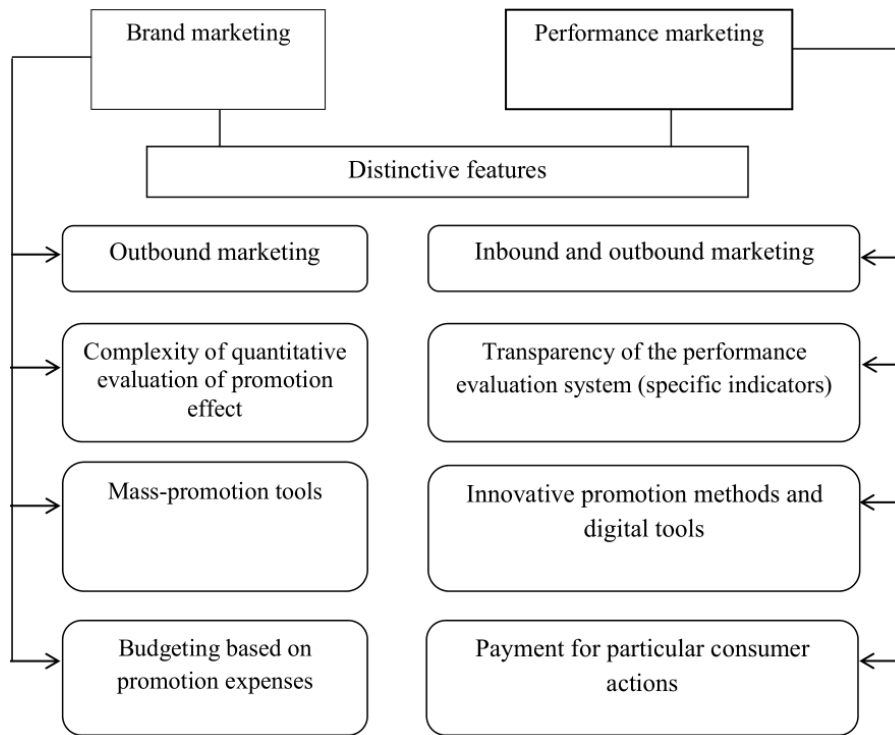 Brand marketing
Performance marketing
Distinctive features
Outbound marketing
Inbound and outbound marketing
Complexity of quantitative
evaluation of promotion
effect
Transparency of the performance
evaluation system (specific indicators)
Mass-promotion tools
Innovative promotion methods and
digital tools
Budgeting based on
promotion expenses
Payment for particular consumer
actions